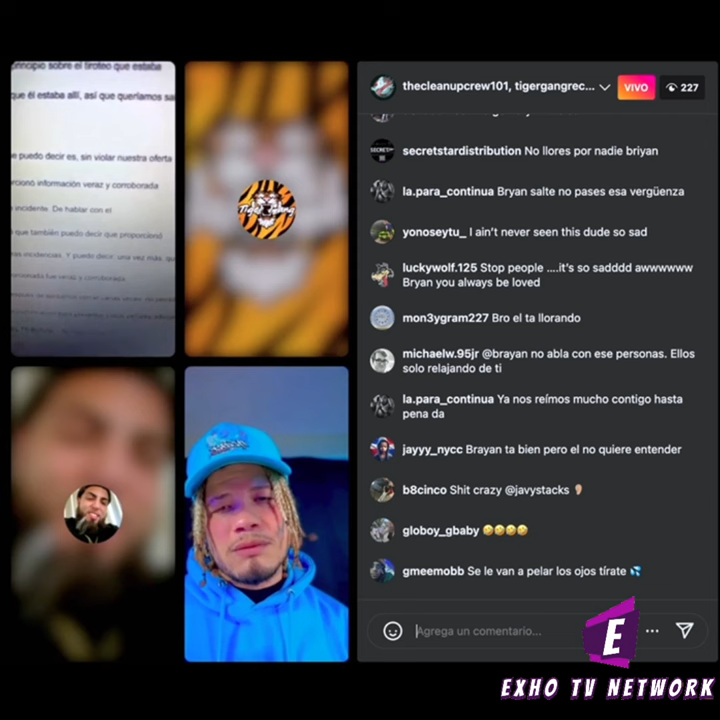 principio sobre el tiroteo que estaba
que él estaba allí, así que queríamos
e puedo decir es, sin violar nuestra oferta
información veraz y corroborada
incidente. De hablar con el
que también puedo decir que proporcionó
incidencias. Y puedo decir, una vez más,
fue veraz y corroborada
Tiger Gang
thecleanupcrew101, tigergangrec...
VIVO
227
secretstardistribution No llores por nadie briyan
la.para_continua Bryan salte no pases esa vergüenza
yonoseytu_ I ain't never seen this dude so sad
luckywolf.125 Stop people ....it's so sadddd awwwwww
Bryan you always be loved
mon3ygram227 Bro el ta llorando
michaelw.95jr @brayan no abla con ese personas. Ellos
solo relajando de ti
la.para_continua Ya nos reímos mucho contigo hasta
pena da
jayyy_nycc Brayan ta bien pero el no quiere entender
b8cinco Shit crazy @javystacks 👂🏼
globoy_gbaby 🤣🤣🤣🤣
gmeemobb Se le van a pelar los ojos tírate 💦
Agrega un comentario...
E
EXHO TV NETWORK